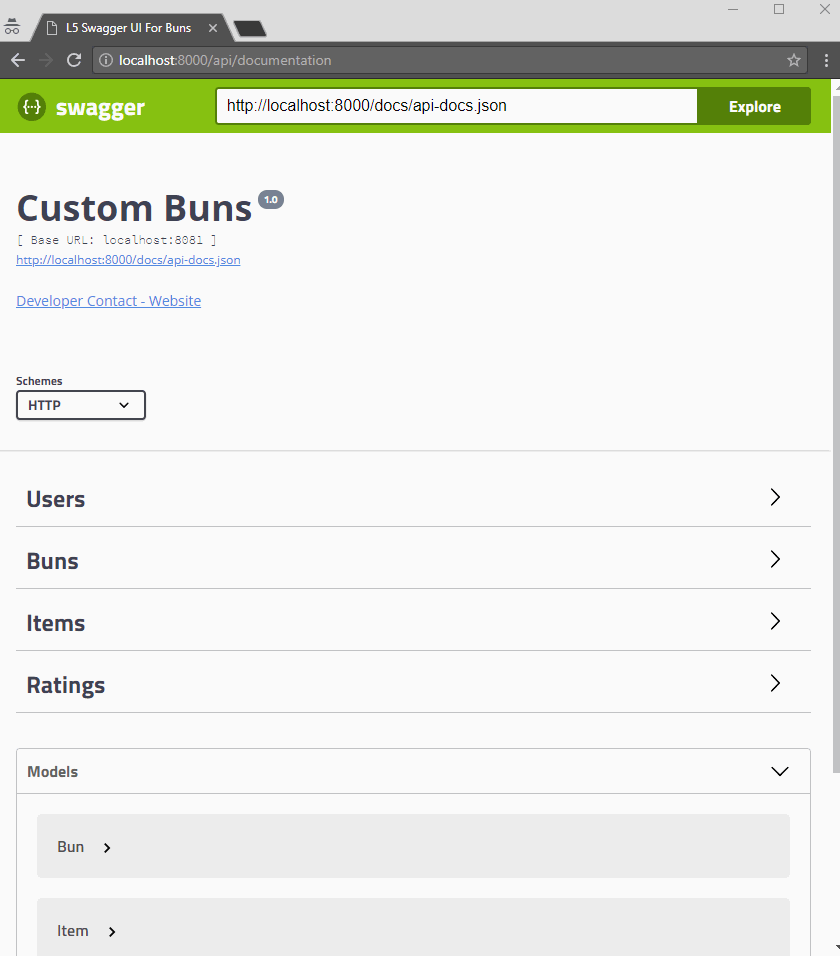 L5 Swagger UI For Buns
localhost:8000/api/documentation
{...} swagger
http://localhost:8000/docs/api-docs.json
Explore
Custom Buns 1.0
[ Base URL: localhost:8081 ]
http://localhost:8000/docs/api-docs.json
Developer Contact - Website
Schemes
HTTP
Users
Buns
Items
Ratings
Models
Bun
Item